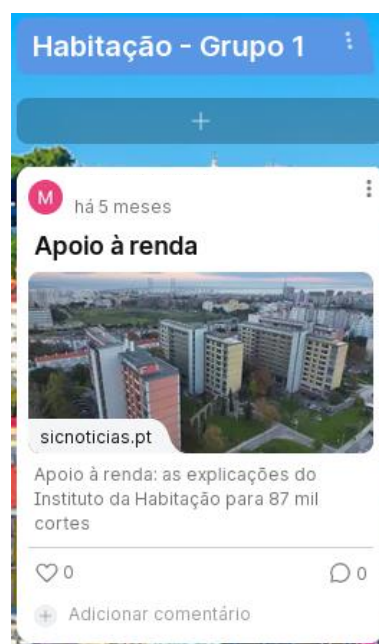 Habitação - Grupo 1
M
há 5 meses
Apoio à renda
sicnoticias.pt
Apoio à renda: as explicações do
Instituto da Habitação para 87 mil
cortes
0
0
Adicionar comentário